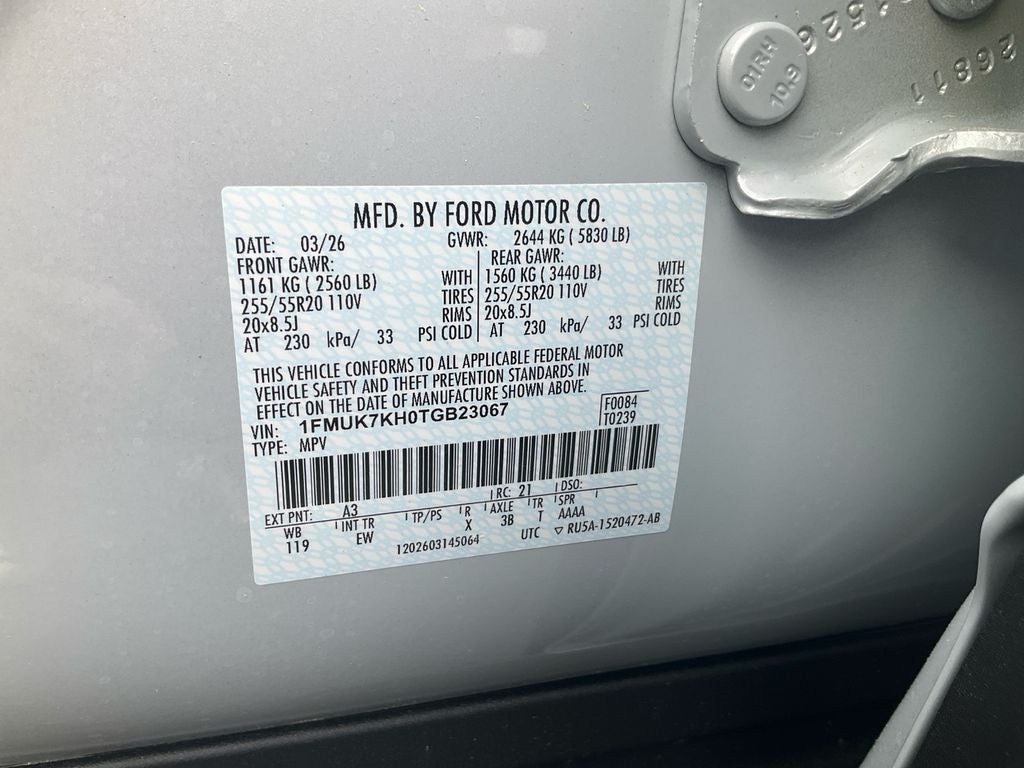 01RH
10.9
1526
26811
MFD. BY FORD MOTOR CO.
DATE: 03/26 GVWR: 2644 KG ( 5830 LB)
FRONT GAWR: REAR GAWR:
1161 KG ( 2560 LB) WITH 1560 KG ( 3440 LB) WITH
255/55R20 110V TIRES 255/55R20 110V TIRES
20x8.5J RIMS 20x8.5J RIMS
AT 230 kPa/ 33 PSI COLD AT 230 kPa/ 33 PSI COLD
THIS VEHICLE CONFORMS TO ALL APPLICABLE FEDERAL MOTOR
VEHICLE SAFETY AND THEFT PREVENTION STANDARDS IN
EFFECT ON THE DATE OF MANUFACTURE SHOWN ABOVE.
VIN: 1FMUK7KH0TGB23067 F0084
TYPE: MPV T0239
EXT PNT: A3 RC: 21 DSO:
WB INT TR TP/PS R AXLE TR SPR
119 EW X 3B T AAAA
1202603145064 UTC ▽ RU5A-1520472-AB